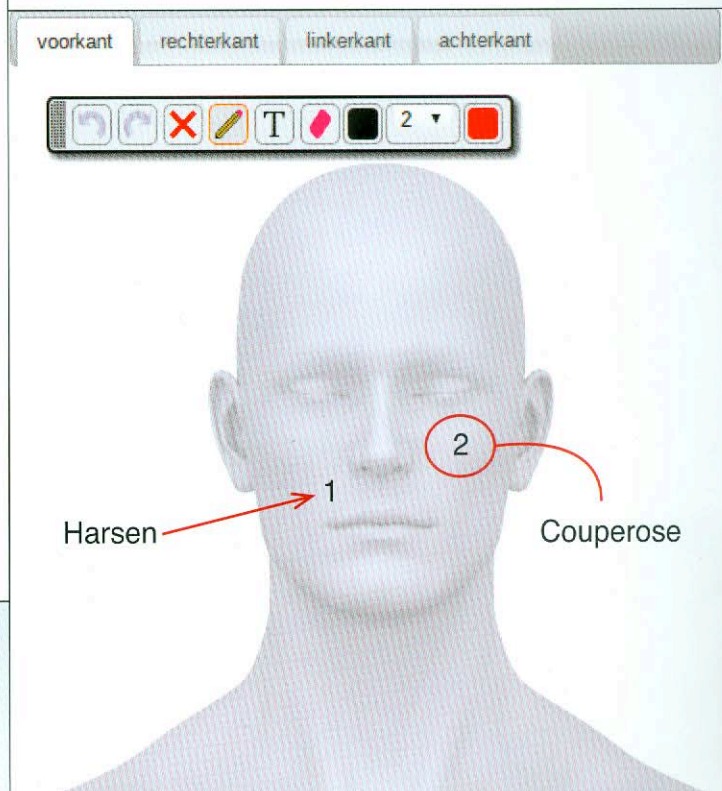 voorkant rechterkant linkerkant achterkant
T 2
2
1
Harsen
Couperose